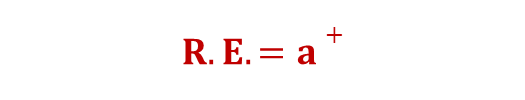 R. E. = a⁺